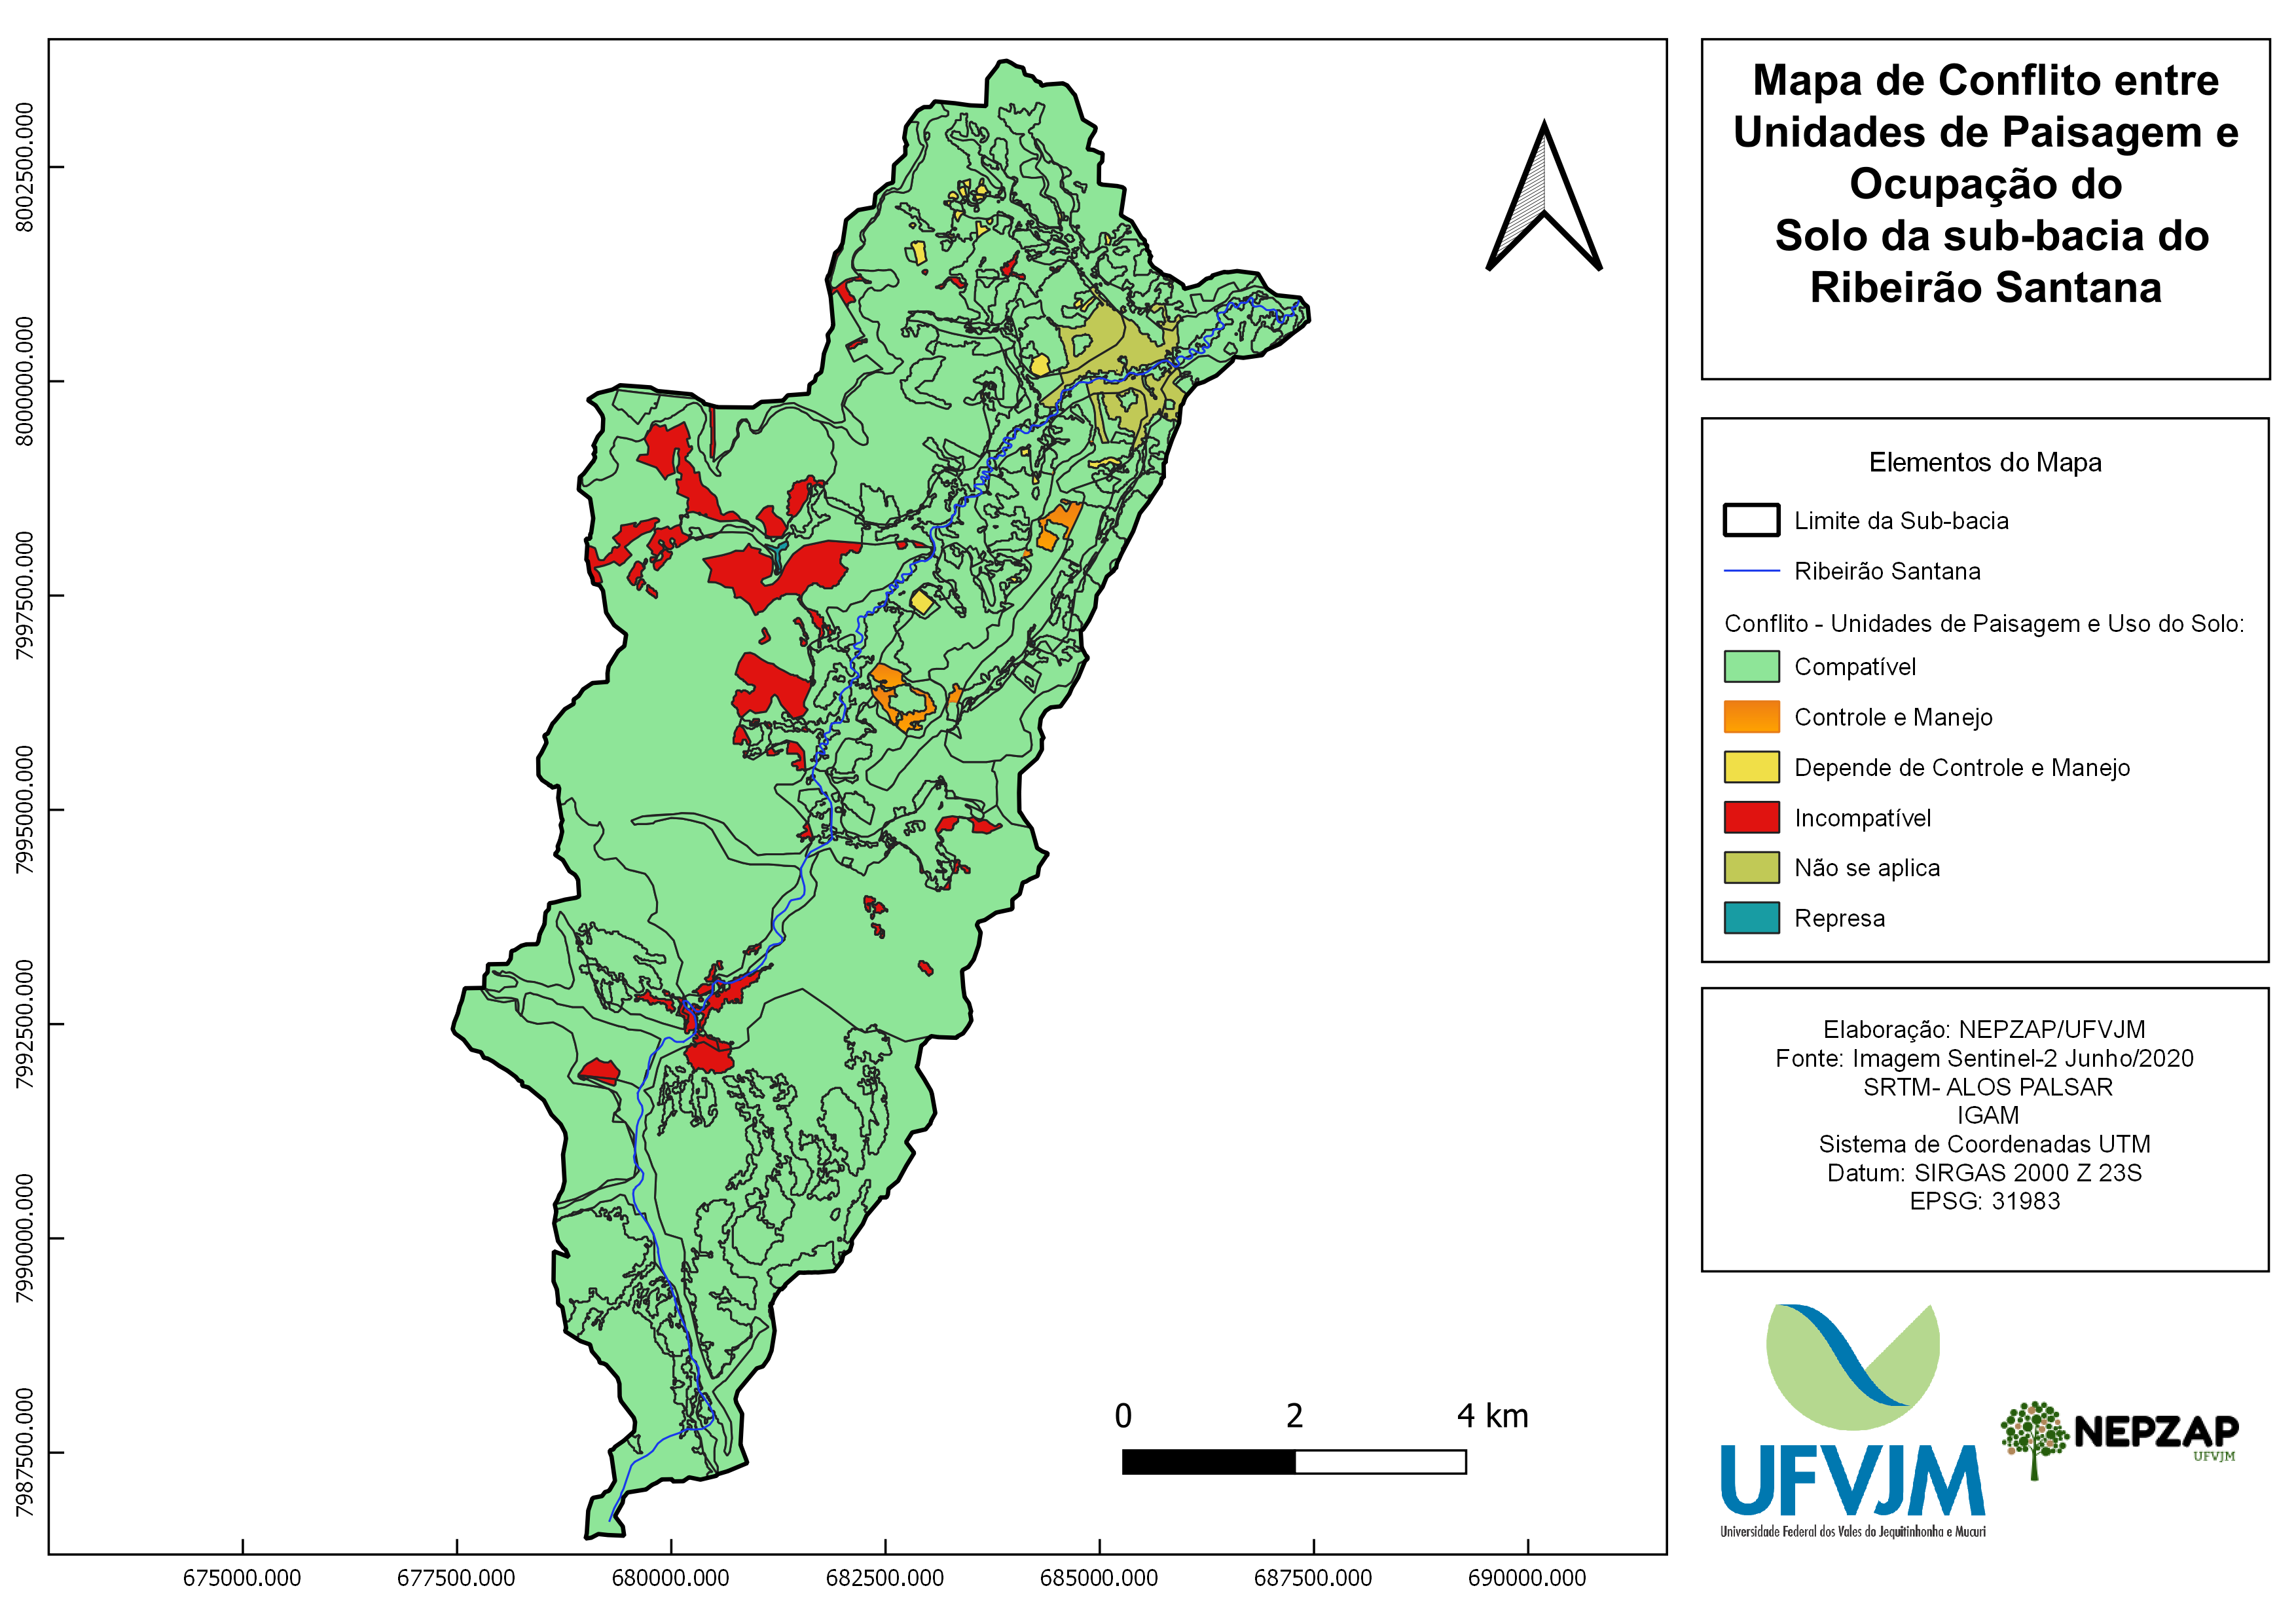 Mapa de Conflito entre
Unidades de Paisagem e
Ocupação do
Solo da sub-bacia do
Ribeirão Santana
Elementos do Mapa
Limite da Sub-bacia
Ribeirão Santana
Conflito - Unidades de Paisagem e Uso do Solo:
Compatível
Controle e Manejo
Depende de Controle e Manejo
Incompatível
Não se aplica
Represa
Elaboração: NEPZAP/UFVJM
Fonte: Imagem Sentinel-2 Junho/2020
SRTM- ALOS PALSAR
IGAM
Sistema de Coordenadas UTM
Datum: SIRGAS 2000 Z 23S
EPSG: 31983
UFVJM
Universidade Federal dos Vales do Jequitinhonha e Mucuri
NEPZAP
UFVJM
8002500.000
8000000.000
7997500.000
7995000.000
7992500.000
7990000.000
7987500.000
0 2 4 km
675000.000 677500.000 680000.000 682500.000 685000.000 687500.000 690000.000